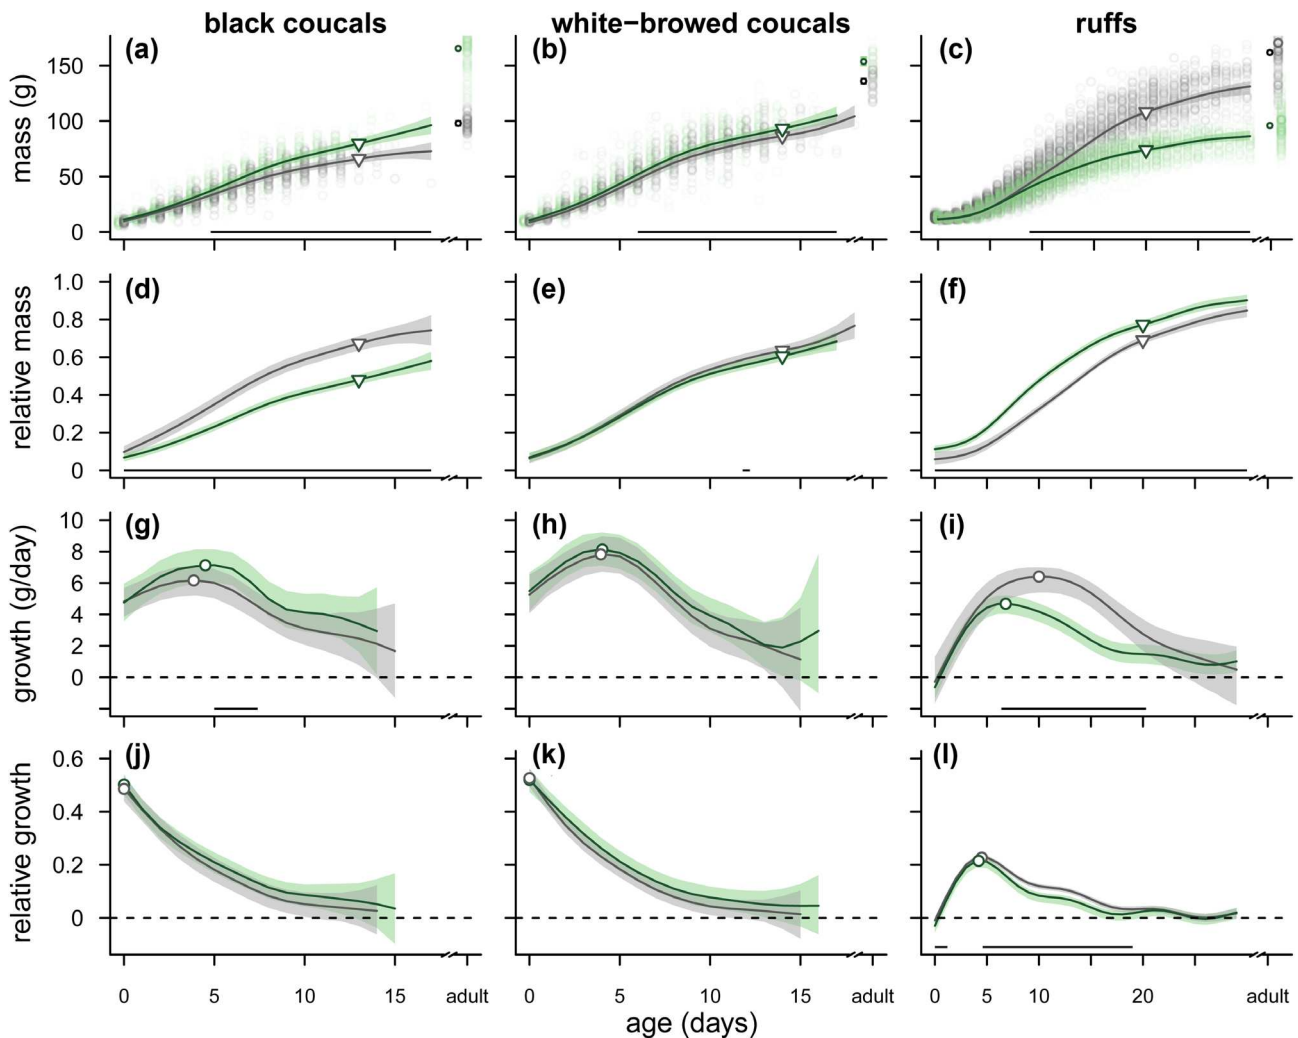 black coucals white−browed coucals ruffs
(a) (b) (c)
mass (g)
150
100
50
0
(d) (e) (f)
relative mass
1.0
0.8
0.6
0.4
0.2
0
(g) (h) (i)
growth (g/day)
10
8
6
4
2
0
(j) (k) (l)
relative growth
0.6
0.4
0.2
0
0 5 10 15 adult 0 5 10 15 adult 0 5 10 20 adult
age (days)